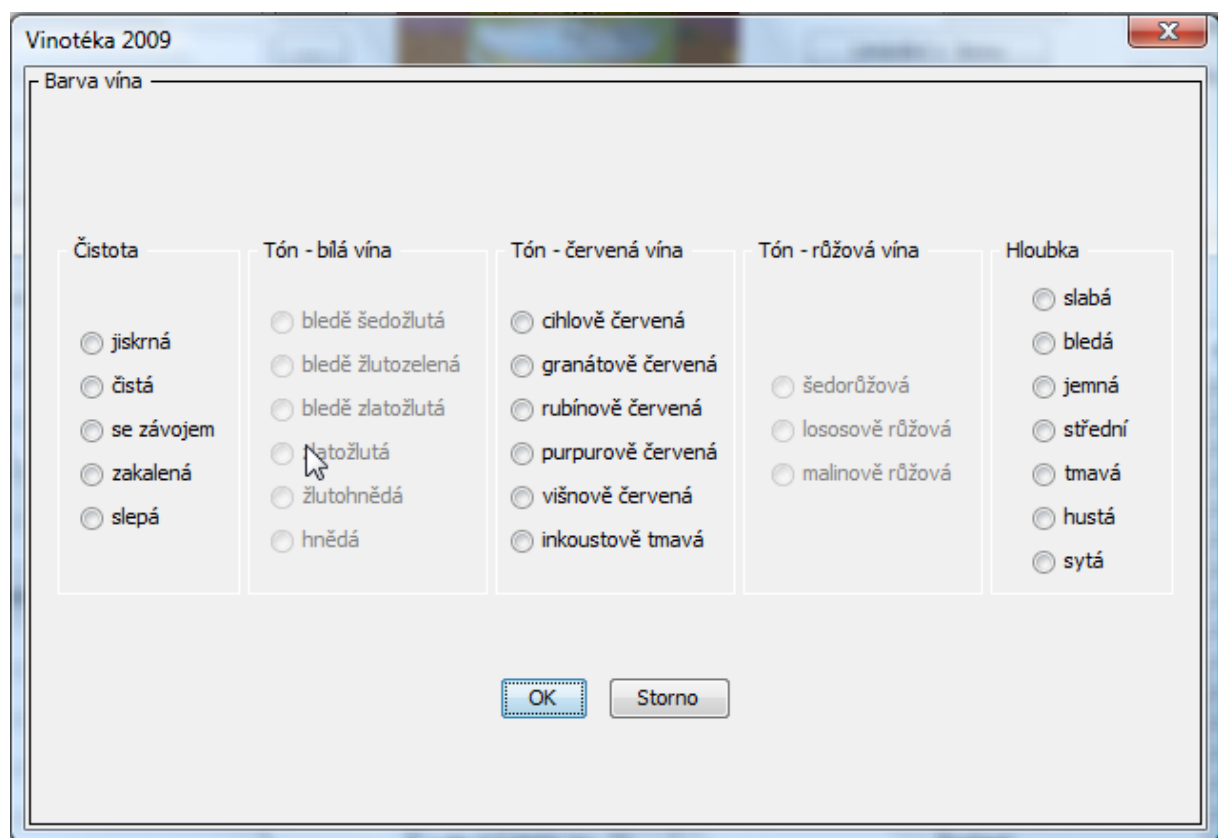 Vinotéka 2009
Barva vína
Čistota
jiskrná
čistá
se závojem
zakalená
slepá
Tón - bílá vína
bledě šedožlutá
bledě žlutozelená
bledě zlatožlutá
zlatožlutá
žlutohnědá
hnědá
Tón - červená vína
cihlově červená
granátově červená
rubínově červená
purpurově červená
višnově červená
inkoustově tmavá
Tón - růžová vína
šedorůžová
lososově růžová
malinově růžová
Hloubka
slabá
bledá
jemná
střední
tmavá
hustá
sytá
OK
Storno